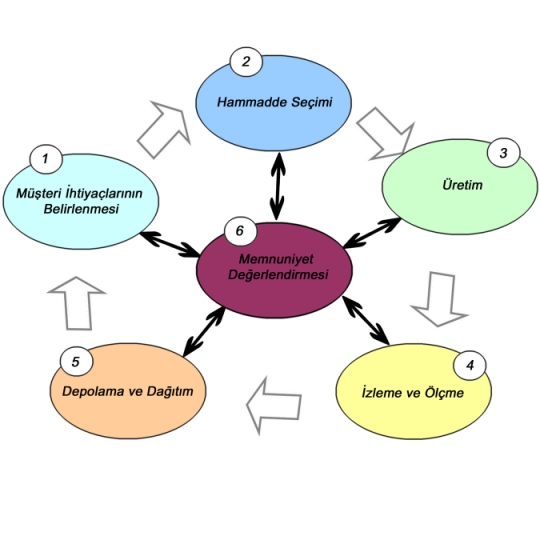 1
Müşteri İhtiyaçlarının
Belirlenmesi
2
Hammadde Seçimi
3
Üretim
4
İzleme ve Ölçme
5
Depolama ve Dağıtım
6
Memnuniyet
Değerlendirmesi